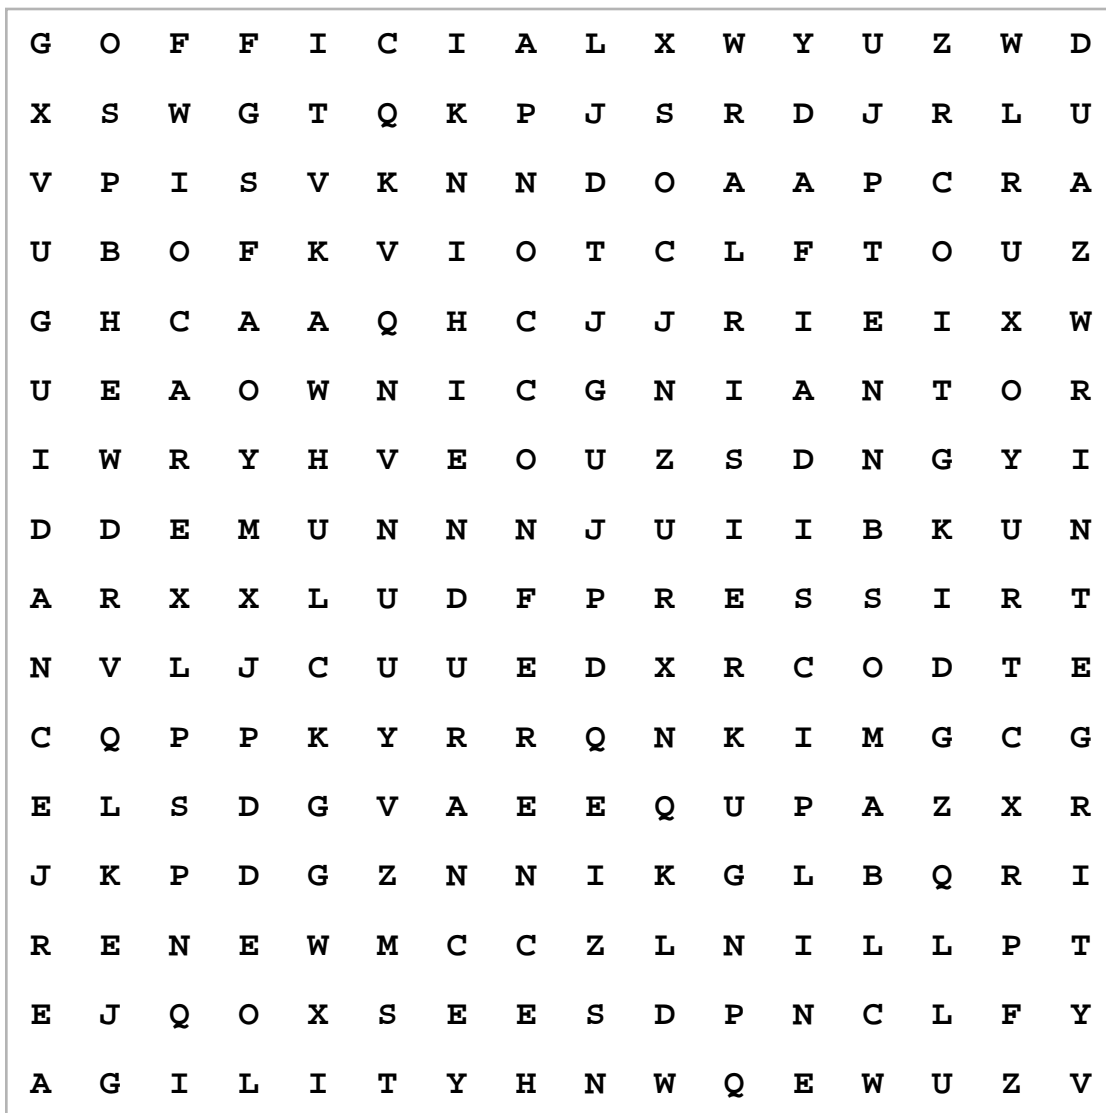 G O F F I C I A L X W Y U Z W D
X S W G T Q K P J S R D J R L U
V P I S V K N N D O A A P C R A
U B O F K V I O T C L F T O U Z
G H C A A Q H C J J R I E I X W
U E A O W N I C G N I A N T O R
I W R Y H V E O U Z S D N G Y I
D D E M U N N N J U I I B K U N
A R X X L U D F P R E S S I R T
N V L J C U U E D X R C O D T E
C Q P P K Y R R Q N K I M G C G
E L S D G V A E E Q U P A Z X R
J K P D G Z N N I K G L B Q R I
R E N E W M C C Z L N I L L P T
E J Q O X S E E S D P N C L F Y
A G I L I T Y H N W Q E W U Z V